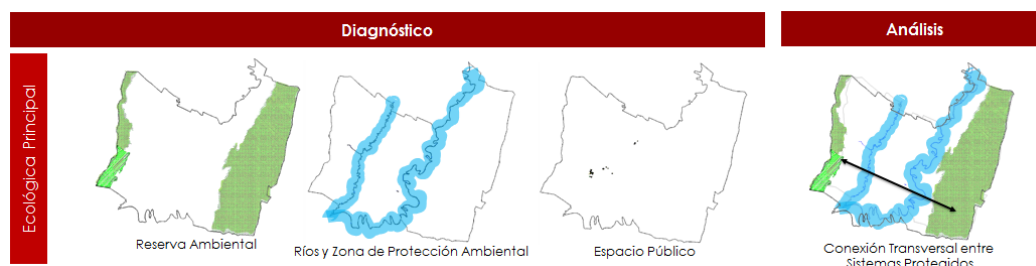 Diagnóstico
Análisis
Ecológica Principal
Reserva Ambiental
Ríos y Zona de Protección Ambiental
Espacio Público
Conexión Transversal entre
Sistemas Protegidos